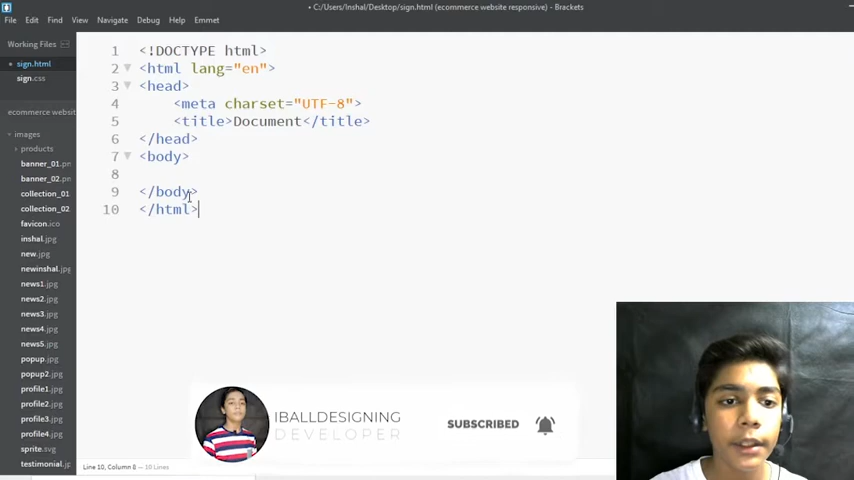 • C:/Users/Inshal/Desktop/sign.html (ecommerce website responsive) - Brackets
File Edit Find View Navigate Debug Help Emmet
Working Files
sign.html
sign.css
ecommerce websit
images
products
banner_01.pn
banner_02.pn
collection_01
collection_02
favicon.ico
inshal.jpg
new.jpg
newinshal.jpg
news1.jpg
news2.jpg
news3.jpg
news4.jpg
news5.jpg
popup.jpg
popup2.jpg
profile1.jpg
profile2.jpg
profile3.jpg
profile4.jpg
sprite.svg
testimonial.jp
1 <!DOCTYPE html>
2 <html lang="en">
3 <head>
4 <meta charset="UTF-8">
5 <title>Document</title>
6 </head>
7 <body>
8
9 </body>
10 </html>
IBALLDESIGNING
DEVELOPER
SUBSCRIBED
Line 10, Column 8 — 10 Lines